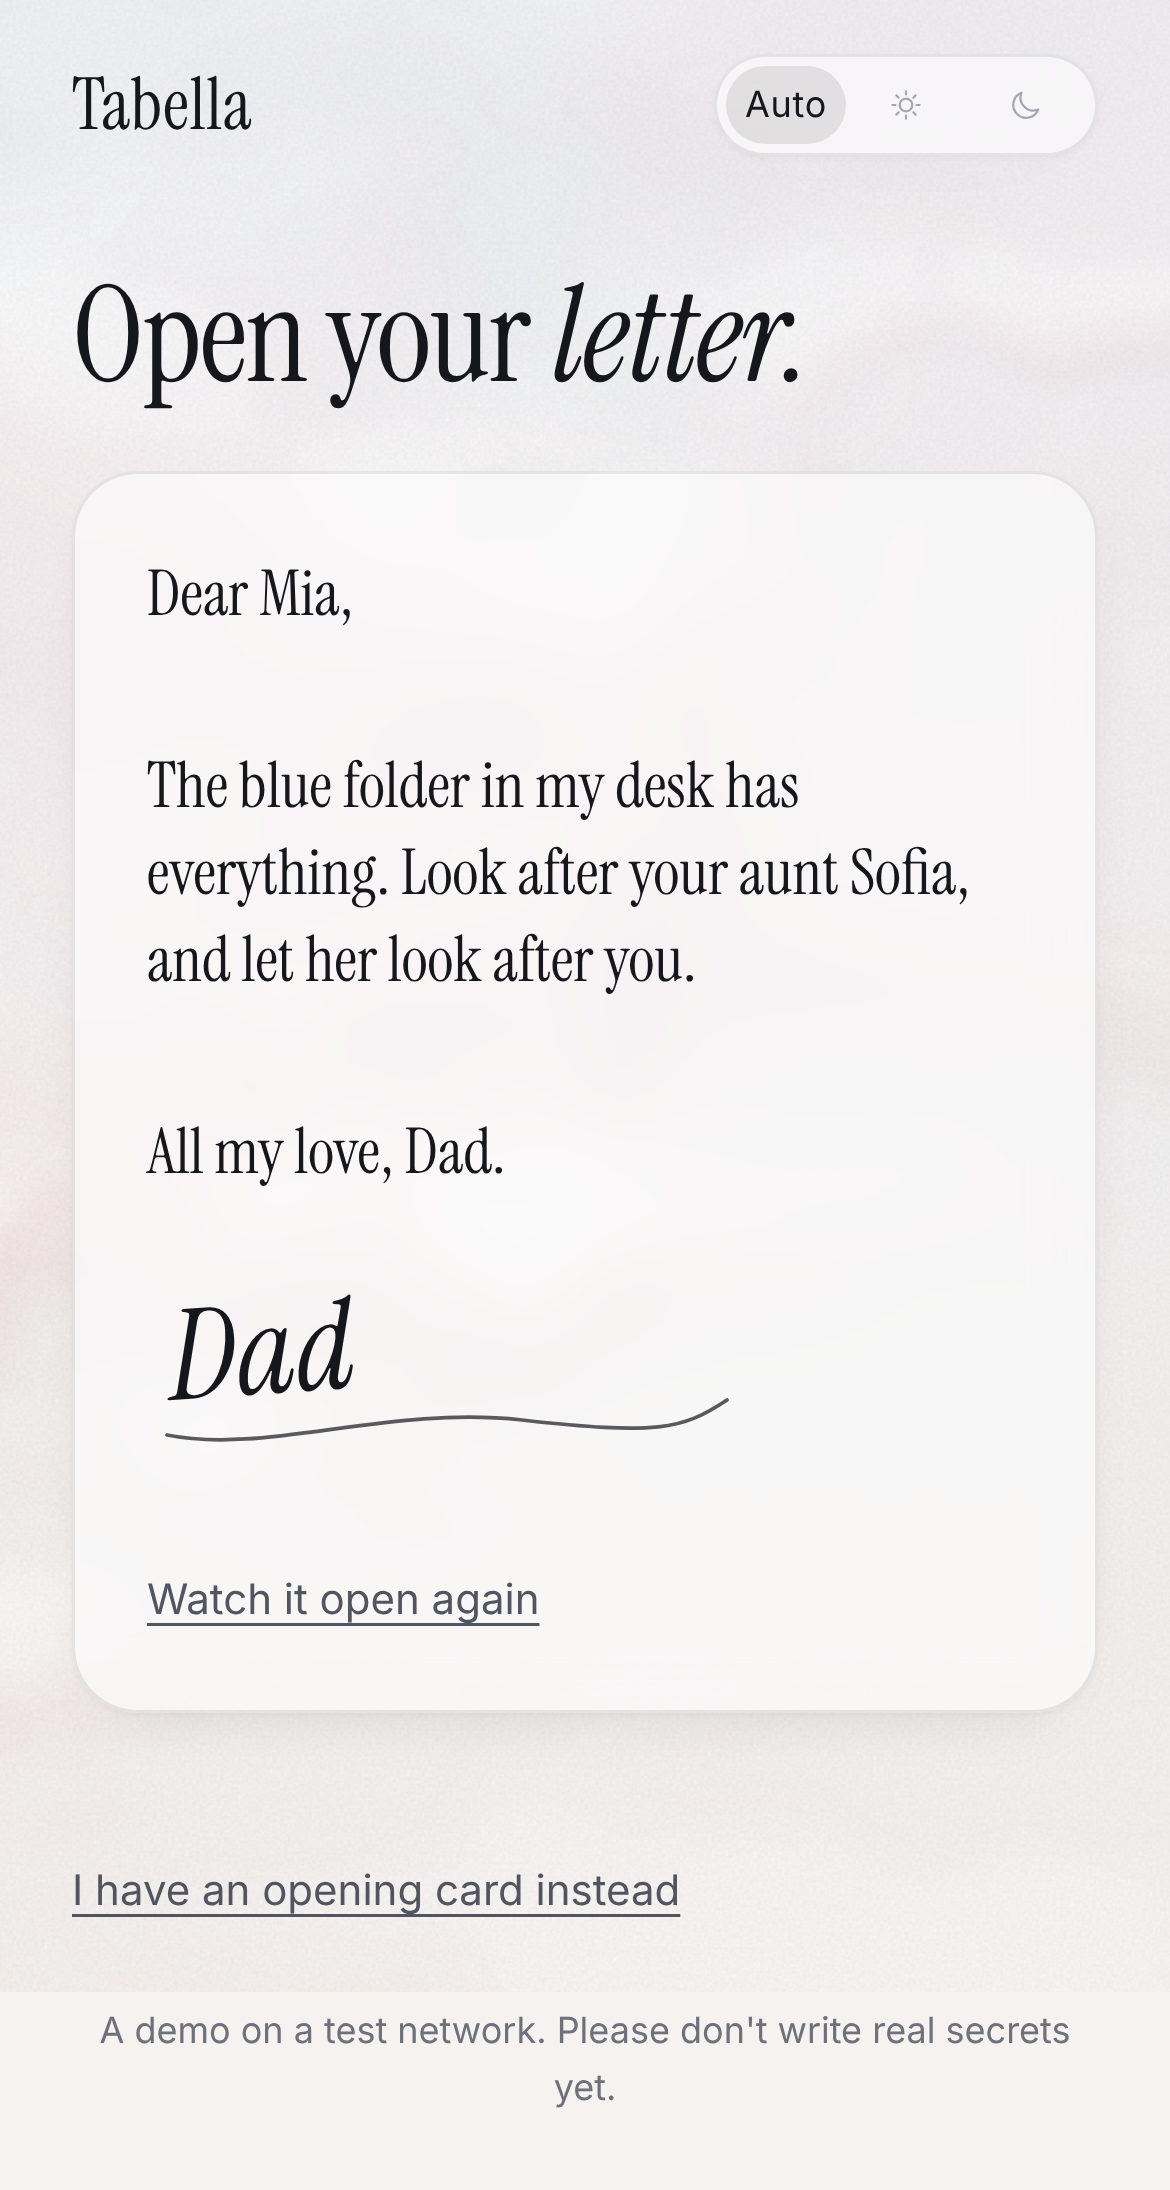 Tabella
Auto
Open your letter.
Dear Mia,
The blue folder in my desk has
everything. Look after your aunt Sofia,
and let her look after you.
All my love, Dad.
Dad
Watch it open again
I have an opening card instead
A demo on a test network. Please don't write real secrets
yet.